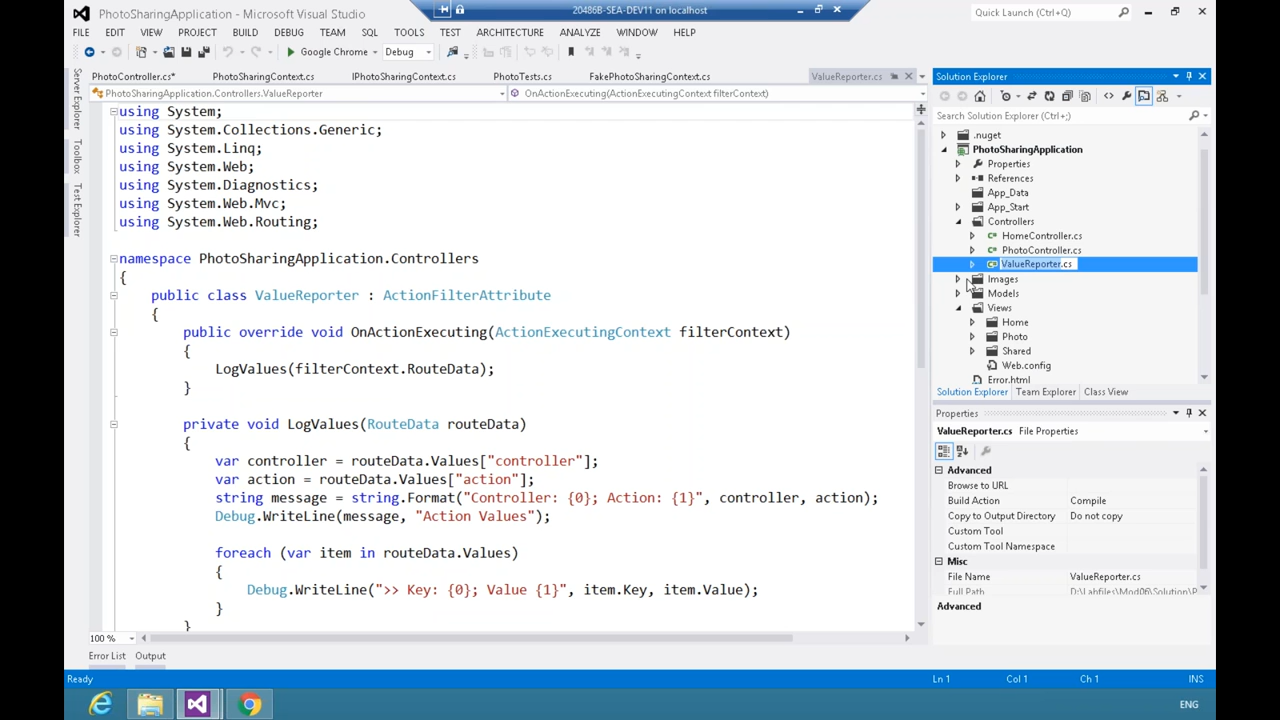 PhotoSharingApplication - Microsoft Visual Studio
20486B-SEA-DEV11 on localhost
Quick Launch (Ctrl+Q)
FILE EDIT VIEW PROJECT BUILD DEBUG TEAM SQL TOOLS TEST ARCHITECTURE ANALYZE WINDOW HELP
Google Chrome Debug
PhotoController.cs* PhotoSharingContext.cs IPhotoSharingContext.cs PhotoTests.cs FakePhotoSharingContext.cs ValueReporter.cs
PhotoSharingApplication.Controllers.ValueReporter OnActionExecuting(ActionExecutingContext filterContext)
Server Explorer
Toolbox
Test Explorer
using System;
using System.Collections.Generic;
using System.Linq;
using System.Web;
using System.Diagnostics;
using System.Web.Mvc;
using System.Web.Routing;
namespace PhotoSharingApplication.Controllers
{
public class ValueReporter : ActionFilterAttribute
{
public override void OnActionExecuting(ActionExecutingContext filterContext)
{
LogValues(filterContext.RouteData);
}
private void LogValues(RouteData routeData)
{
var controller = routeData.Values["controller"];
var action = routeData.Values["action"];
string message = string.Format("Controller: {0}; Action: {1}", controller, action);
Debug.WriteLine(message, "Action Values");
foreach (var item in routeData.Values)
{
Debug.WriteLine(">> Key: {0}; Value {1}", item.Key, item.Value);
}
}
100 %
Solution Explorer
Search Solution Explorer (Ctrl+;)
.nuget
PhotoSharingApplication
Properties
References
App_Data
App_Start
Controllers
HomeController.cs
PhotoController.cs
ValueReporter.cs
Images
Models
Views
Home
Photo
Shared
Web.config
Error.html
Solution Explorer Team Explorer Class View
Properties
ValueReporter.cs File Properties
Advanced
Browse to URL
Build Action Compile
Copy to Output Directory Do not copy
Custom Tool
Custom Tool Namespace
Misc
File Name ValueReporter.cs
Full Path D:\Labfiles\Mod06\Solution\P
Advanced
Error List Output
Ready Ln 1 Col 1 Ch 1 INS
ENG